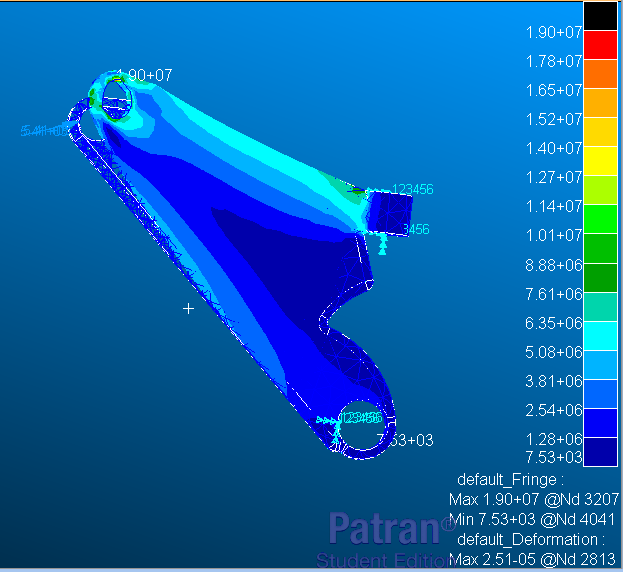 1.90+07
1.78+07
1.65+07
1.52+07
1.40+07
1.27+07
1.14+07
1.01+07
8.88+06
7.61+06
6.35+06
5.08+06
3.81+06
2.54+06
1.28+06
7.53+03
1.90+07
123456
3456
7.53+03
default_Fringe :
Max 1.90+07 @Nd 3207
Min 7.53+03 @Nd 4041
default_Deformation :
Max 2.51-05 @Nd 2813
Patran®
Student Edition